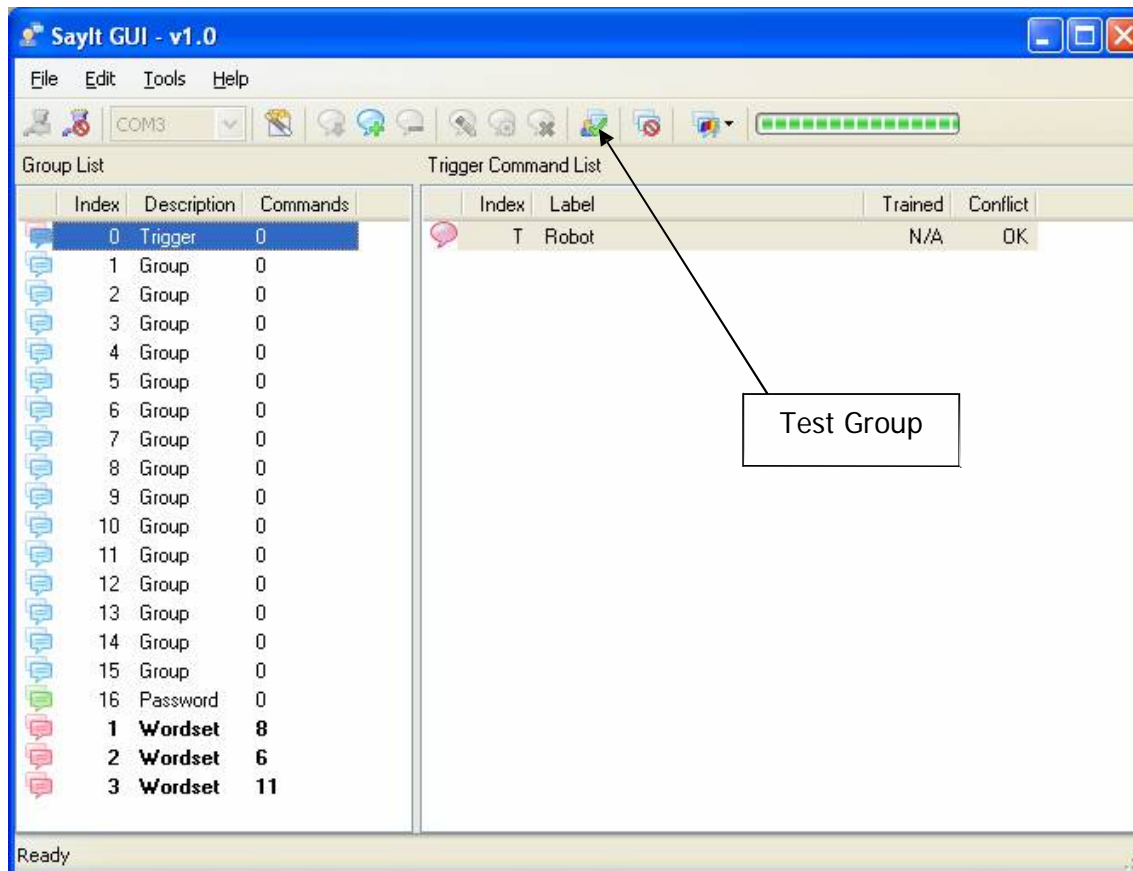 SayIt GUI - v1.0
File Edit Tools Help
COM3
Group List
Trigger Command List
Index Description Commands
Index Label Trained Conflict
0 Trigger 0
T Robot N/A OK
1 Group 0
2 Group 0
3 Group 0
4 Group 0
5 Group 0
6 Group 0
7 Group 0
8 Group 0
9 Group 0
10 Group 0
11 Group 0
12 Group 0
13 Group 0
14 Group 0
15 Group 0
16 Password 0
1 Wordset 8
2 Wordset 6
3 Wordset 11
Test Group
Ready